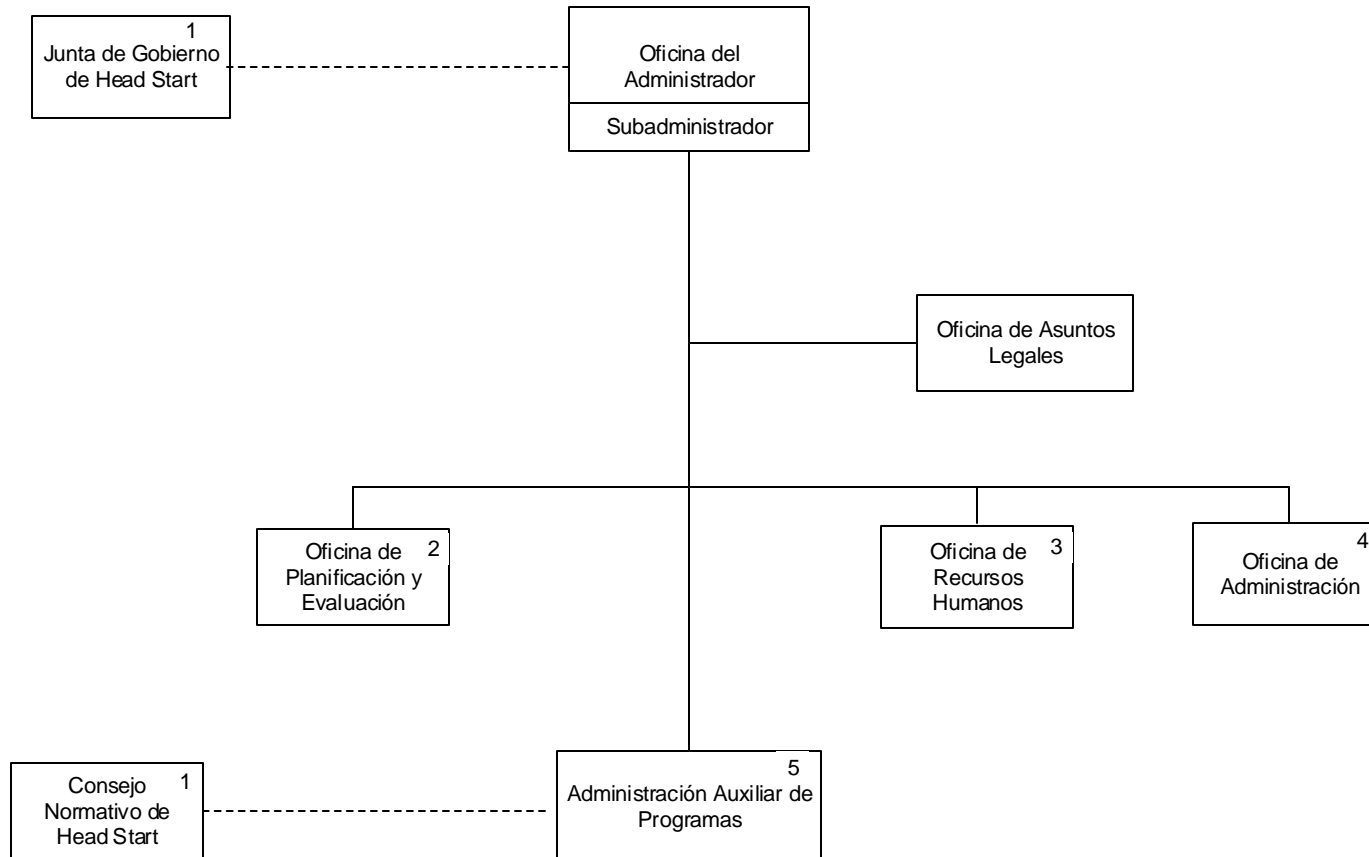 1
Junta de Gobierno
de Head Start
Oficina del
Administrador
Subadministrador
Oficina de Asuntos
Legales
Oficina de 2
Planificación y
Evaluación
Oficina de 3
Recursos
Humanos
4
Oficina de
Administración
Consejo 1
Normativo de
Head Start
5
Administración Auxiliar de
Programas